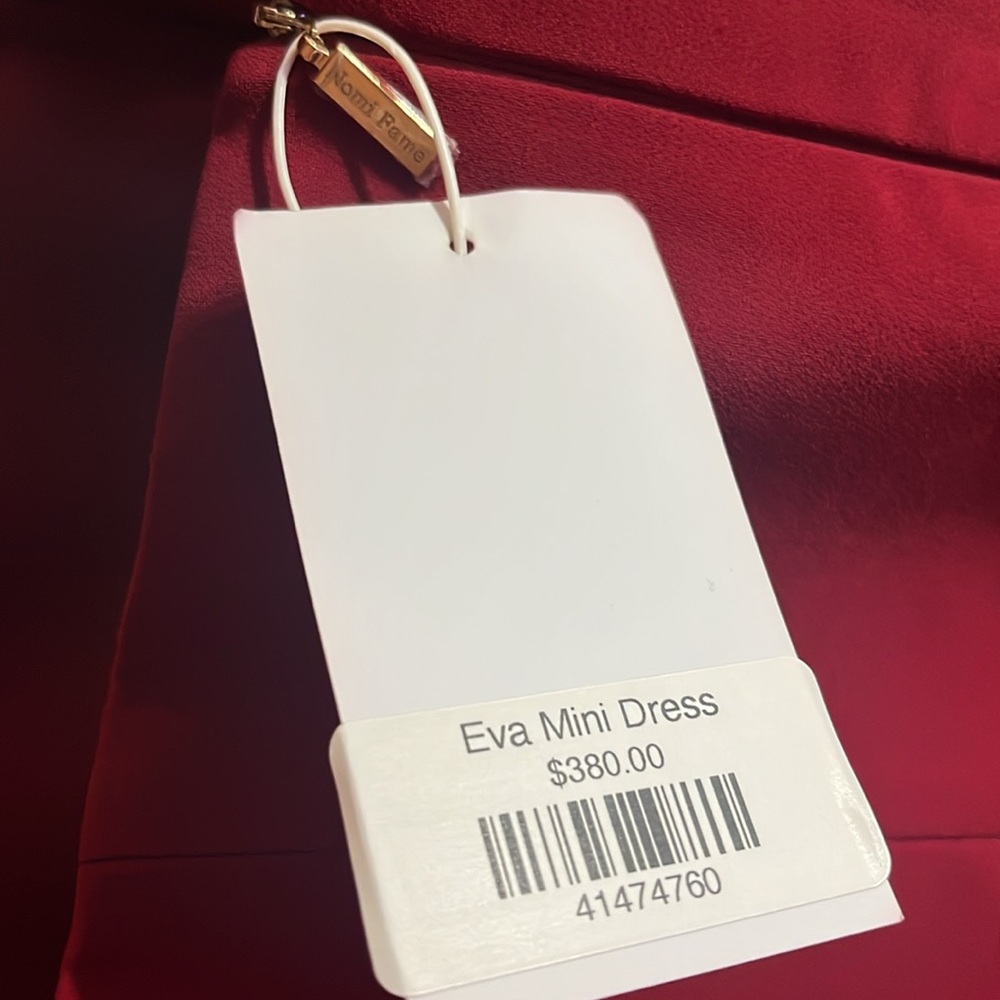 Nomi Fame
Eva Mini Dress
$380.00
41474760